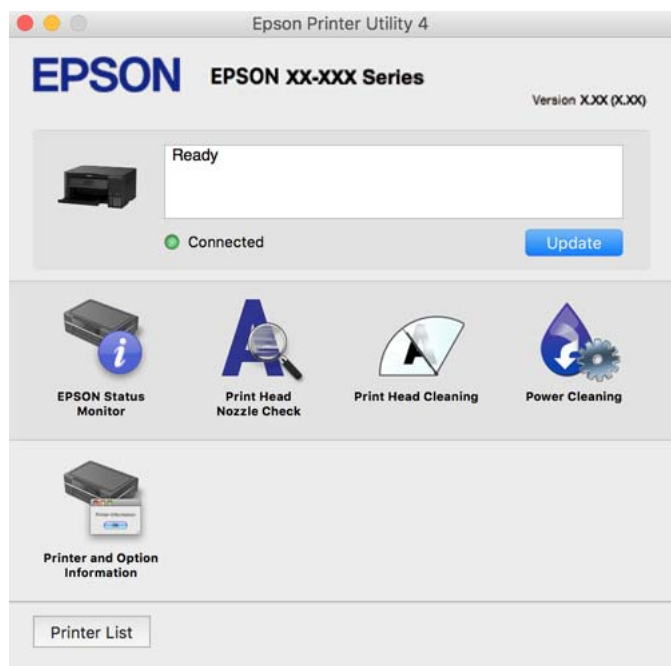 Epson Printer Utility 4
EPSON
EPSON XX-XXX Series
Version X.XX (X.XX)
Ready
Connected
Update
EPSON Status
Monitor
Print Head
Nozzle Check
Print Head Cleaning
Power Cleaning
Printer and Option
Information
Printer List